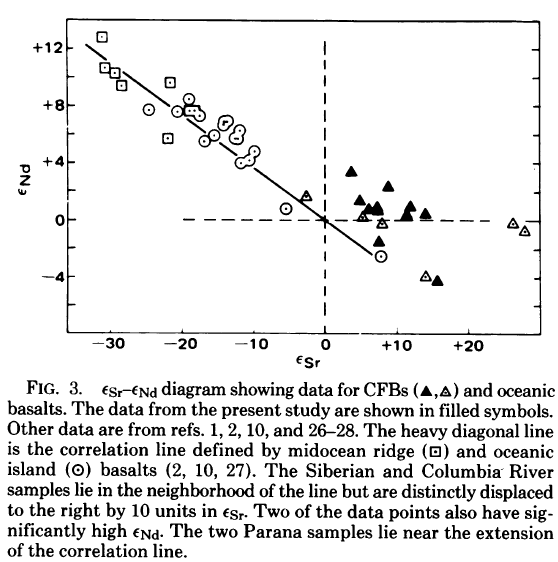 +12
+8
+4
0
−4
ϵNd
−30
−20
−10
0
+10
+20
ϵSr
FIG. 3. ϵSr–ϵNd diagram showing data for CFBs (▲,△) and oceanic
basalts. The data from the present study are shown in filled symbols.
Other data are from refs. 1, 2, 10, and 26–28. The heavy diagonal line
is the correlation line defined by midocean ridge (⊡) and oceanic
island (⊙) basalts (2, 10, 27). The Siberian and Columbia River
samples lie in the neighborhood of the line but are distinctly displaced
to the right by 10 units in ϵSr. Two of the data points also have sig-
nificantly high ϵNd. The two Parana samples lie near the extension
of the correlation line.